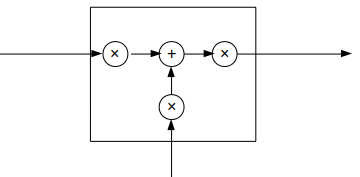 × + ×
×